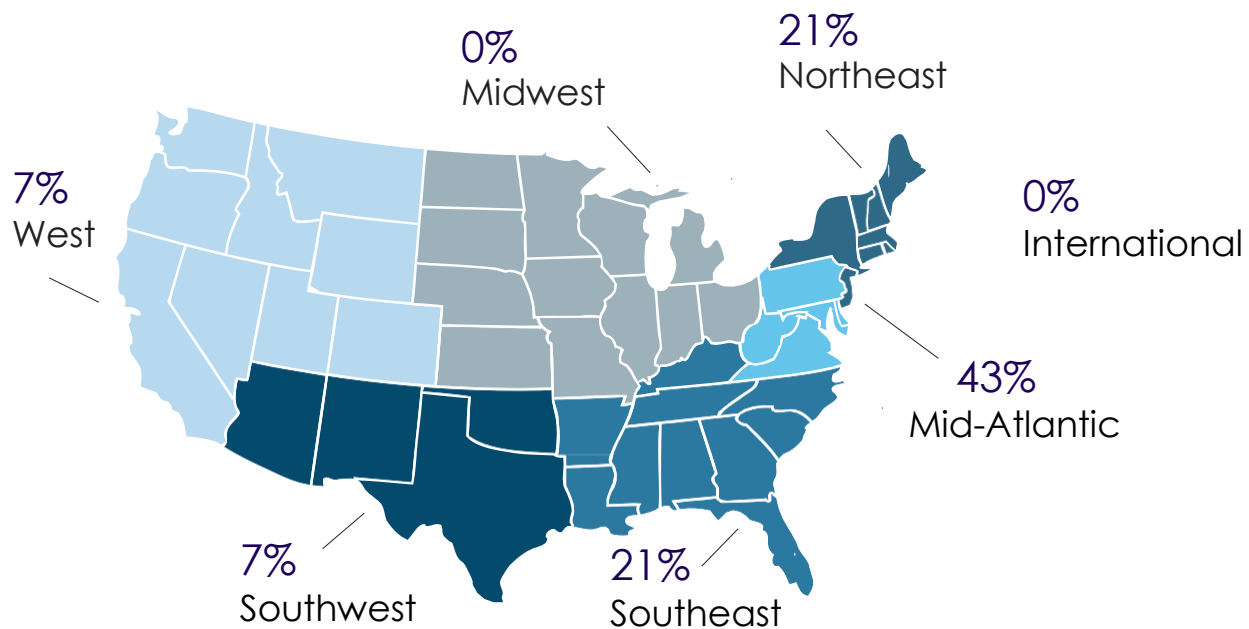 21%
Northeast
0%
Midwest
7%
West
0%
International
43%
Mid-Atlantic
7%
Southwest
21%
Southeast